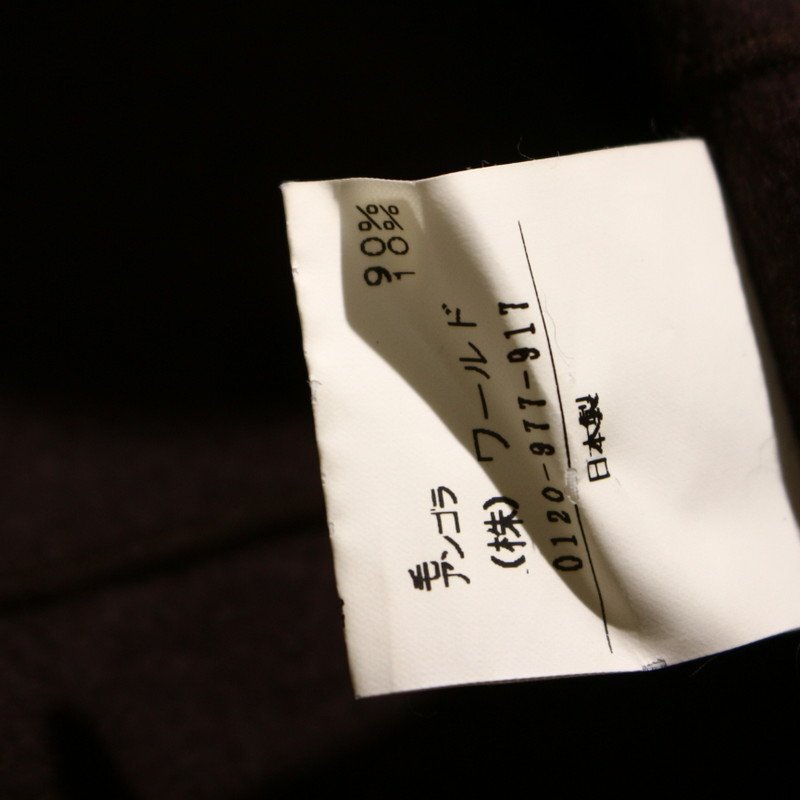 毛 90%
アンゴラ 10%
(株) ワールド
0120-977-917
日本製